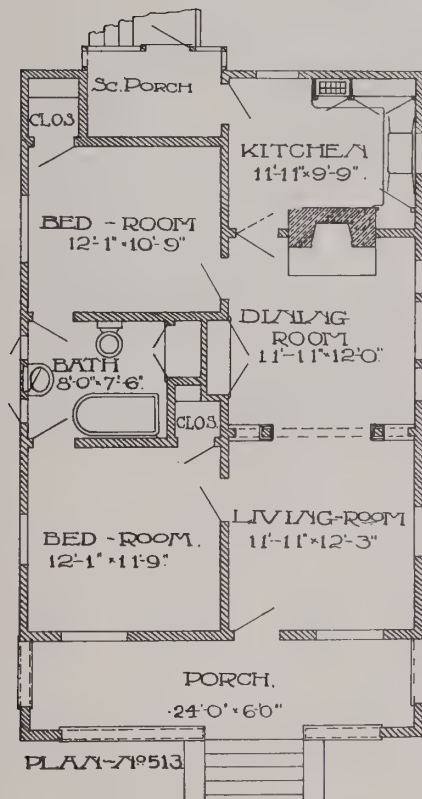 Sc. PORCH
CLOS.
KITCHEN
11'-11" × 9'-9".
BED - ROOM
12'-1" × 10'-9"
DINING
ROOM
11'-11" × 12'-0".
BATH
8'-0" × 7'-6".
CLOS.
BED - ROOM.
12'-1" × 11'-9".
LIVING-ROOM
11'-11" × 12'-3"
PORCH.
24'-0" × 6'-0"
PLAN-Nº 513